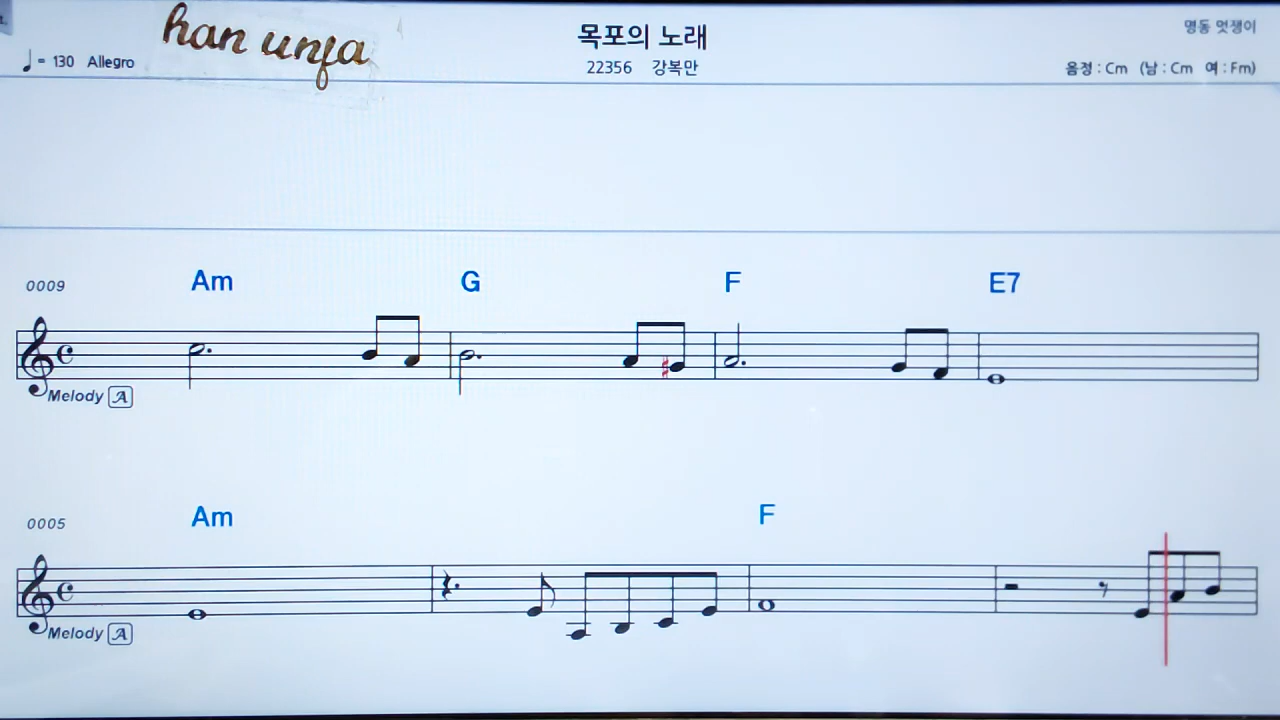 han unja
목포의 노래
명동 멋쟁이
♩= 130 Allegro
22356 강복만
음정 : Cm (남 : Cm 여 : Fm)
0009 Am G F E7
Melody A
0005 Am F
Melody A